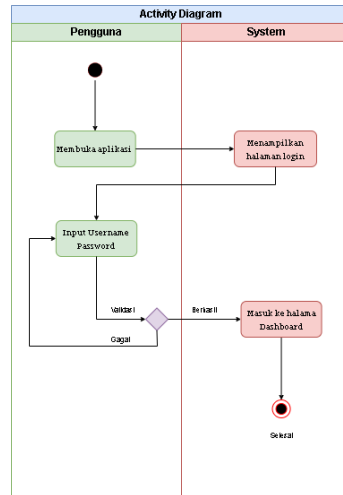 Activity Diagram
Pengguna
System
Membuka aplikasi
Menampilkan
halaman login
Input Username
Password
Validasi
Berhasil
Gagal
Masuk ke halama
Dashboard
Selesai